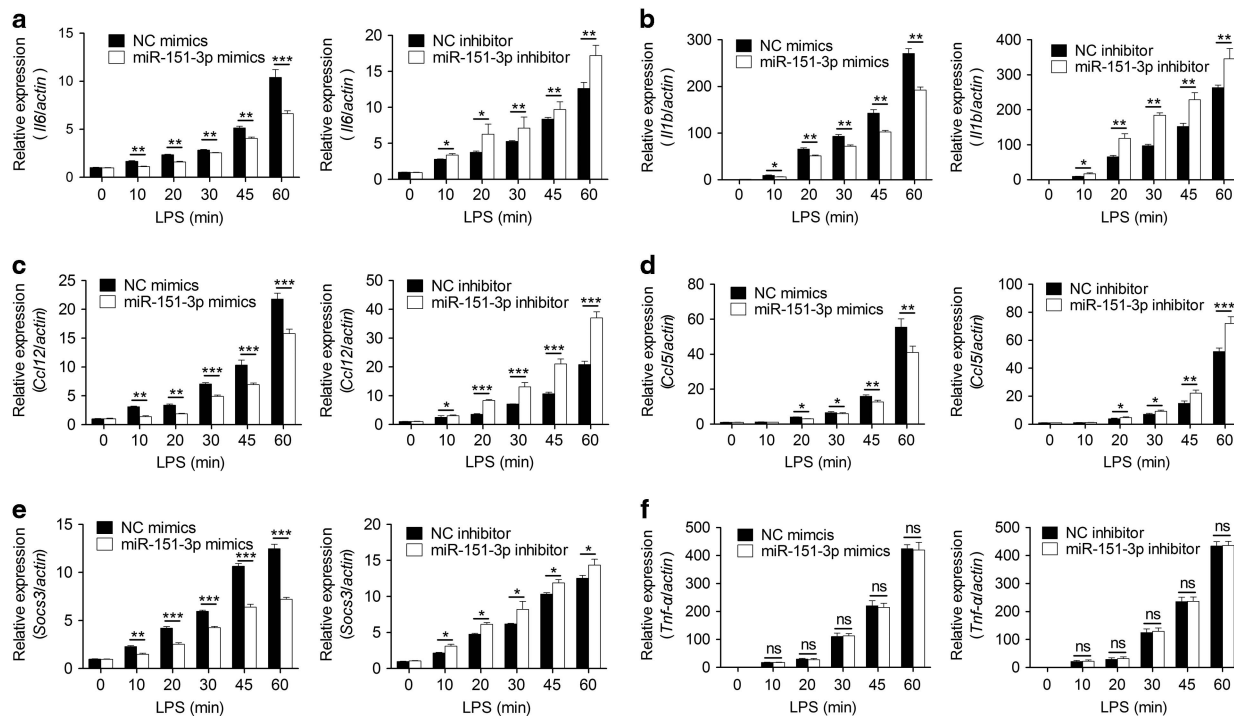 a
Relative expression
(Il6/actin)
15
10
5
0
NC mimics
miR-151-3p mimics
** ** ** ** ***
0 10 20 30 45 60
LPS (min)
Relative expression
(Il6/actin)
20
15
10
5
0
NC inhibitor
miR-151-3p inhibitor
* * ** ** **
0 10 20 30 45 60
LPS (min)
b
Relative expression
(Il1b/actin)
300
200
100
0
NC mimics
miR-151-3p mimics
* ** ** ** **
0 10 20 30 45 60
LPS (min)
Relative expression
(Il1b/actin)
400
300
200
100
0
NC inhibitor
miR-151-3p inhibitor
* ** ** ** **
0 10 20 30 45 60
LPS (min)
c
Relative expression
(Ccl12/actin)
25
20
15
10
5
0
NC mimics
miR-151-3p mimics
** ** *** *** ***
0 10 20 30 45 60
LPS (min)
Relative expression
(Ccl12/actin)
50
40
30
20
10
0
NC inhibitor
miR-151-3p inhibitor
* *** *** *** ***
0 10 20 30 45 60
LPS (min)
d
Relative expression
(Ccl5/actin)
80
60
40
20
0
NC mimics
miR-151-3p mimics
* * ** **
0 10 20 30 45 60
LPS (min)
Relative expression
(Ccl5/actin)
100
80
60
40
20
0
NC inhibitor
miR-151-3p inhibitor
* * ** ***
0 10 20 30 45 60
LPS (min)
e
Relative expression
(Socs3/actin)
15
10
5
0
NC mimics
miR-151-3p mimics
** *** *** *** ***
0 10 20 30 45 60
LPS (min)
Relative expression
(Socs3/actin)
20
15
10
5
0
NC inhibitor
miR-151-3p inhibitor
* * * * *
0 10 20 30 45 60
LPS (min)
f
Relative expression
(Tnf-α/actin)
500
400
300
200
100
0
NC mimcis
miR-151-3p mimics
ns ns ns ns ns
0 10 20 30 45 60
LPS (min)
Relative expression
(Tnf-α/actin)
500
400
300
200
100
0
NC inhibitor
miR-151-3p inhibitor
ns ns ns ns ns
0 10 20 30 45 60
LPS (min)